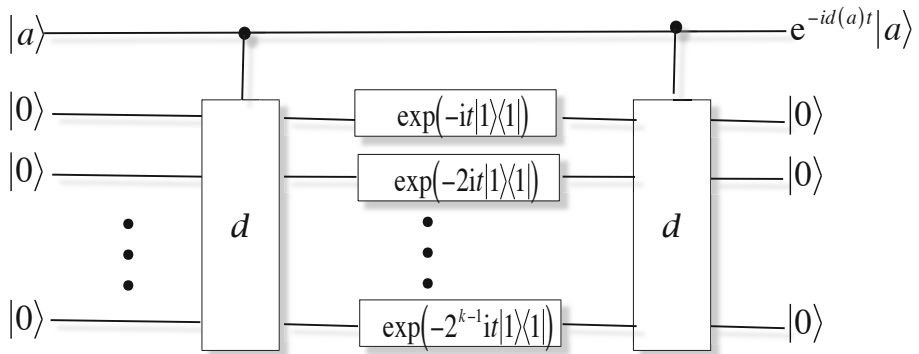 |a⟩ e^{-id(a)t}|a⟩
|0⟩ exp(-it|1⟩⟨1|) |0⟩
|0⟩ exp(-2it|1⟩⟨1|) |0⟩
d d
|0⟩ exp(-2^{k-1}it|1⟩⟨1|) |0⟩